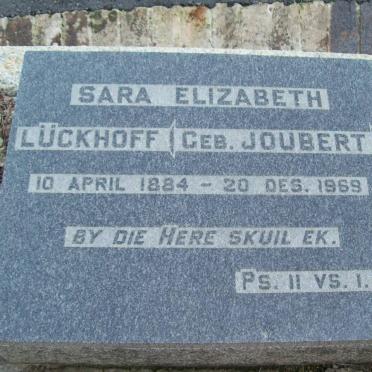 SARA ELIZABETH
LÜCKHOFF (GEB. JOUBERT
10 APRIL 1884 - 20 DES. 1969
BY DIE HERE SKUIL EK.
PS. 11 VS. 1.